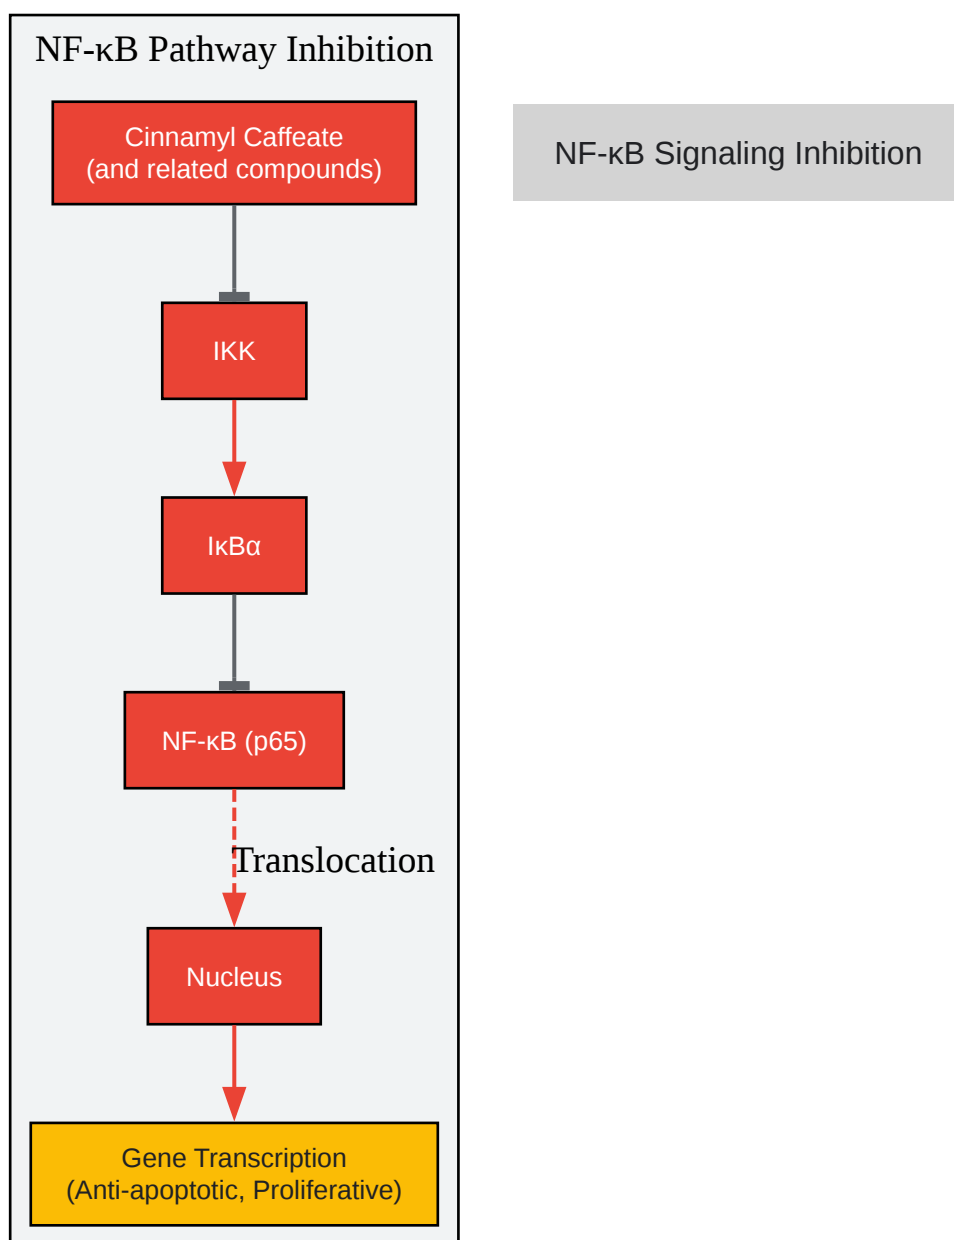 NF-κB Pathway Inhibition
Cinnamyl Caffeate
(and related compounds)
NF-κB Signaling Inhibition
IKK
IκBα
NF-κB (p65)
Translocation
Nucleus
Gene Transcription
(Anti-apoptotic, Proliferative)